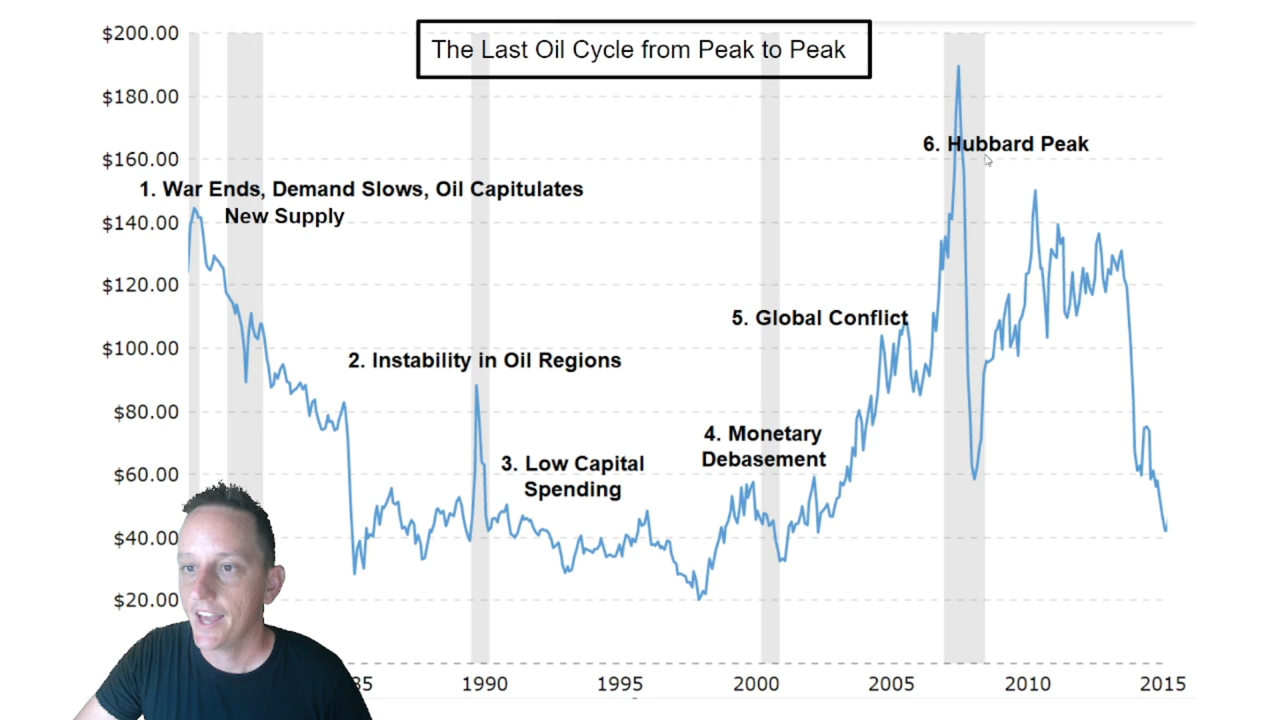 The Last Oil Cycle from Peak to Peak
$200.00
$180.00
$160.00
$140.00
$120.00
$100.00
$80.00
$60.00
$40.00
$20.00
1. War Ends, Demand Slows, Oil Capitulates
New Supply
2. Instability in Oil Regions
3. Low Capital
Spending
4. Monetary
Debasement
5. Global Conflict
6. Hubbard Peak
85 1990 1995 2000 2005 2010 2015